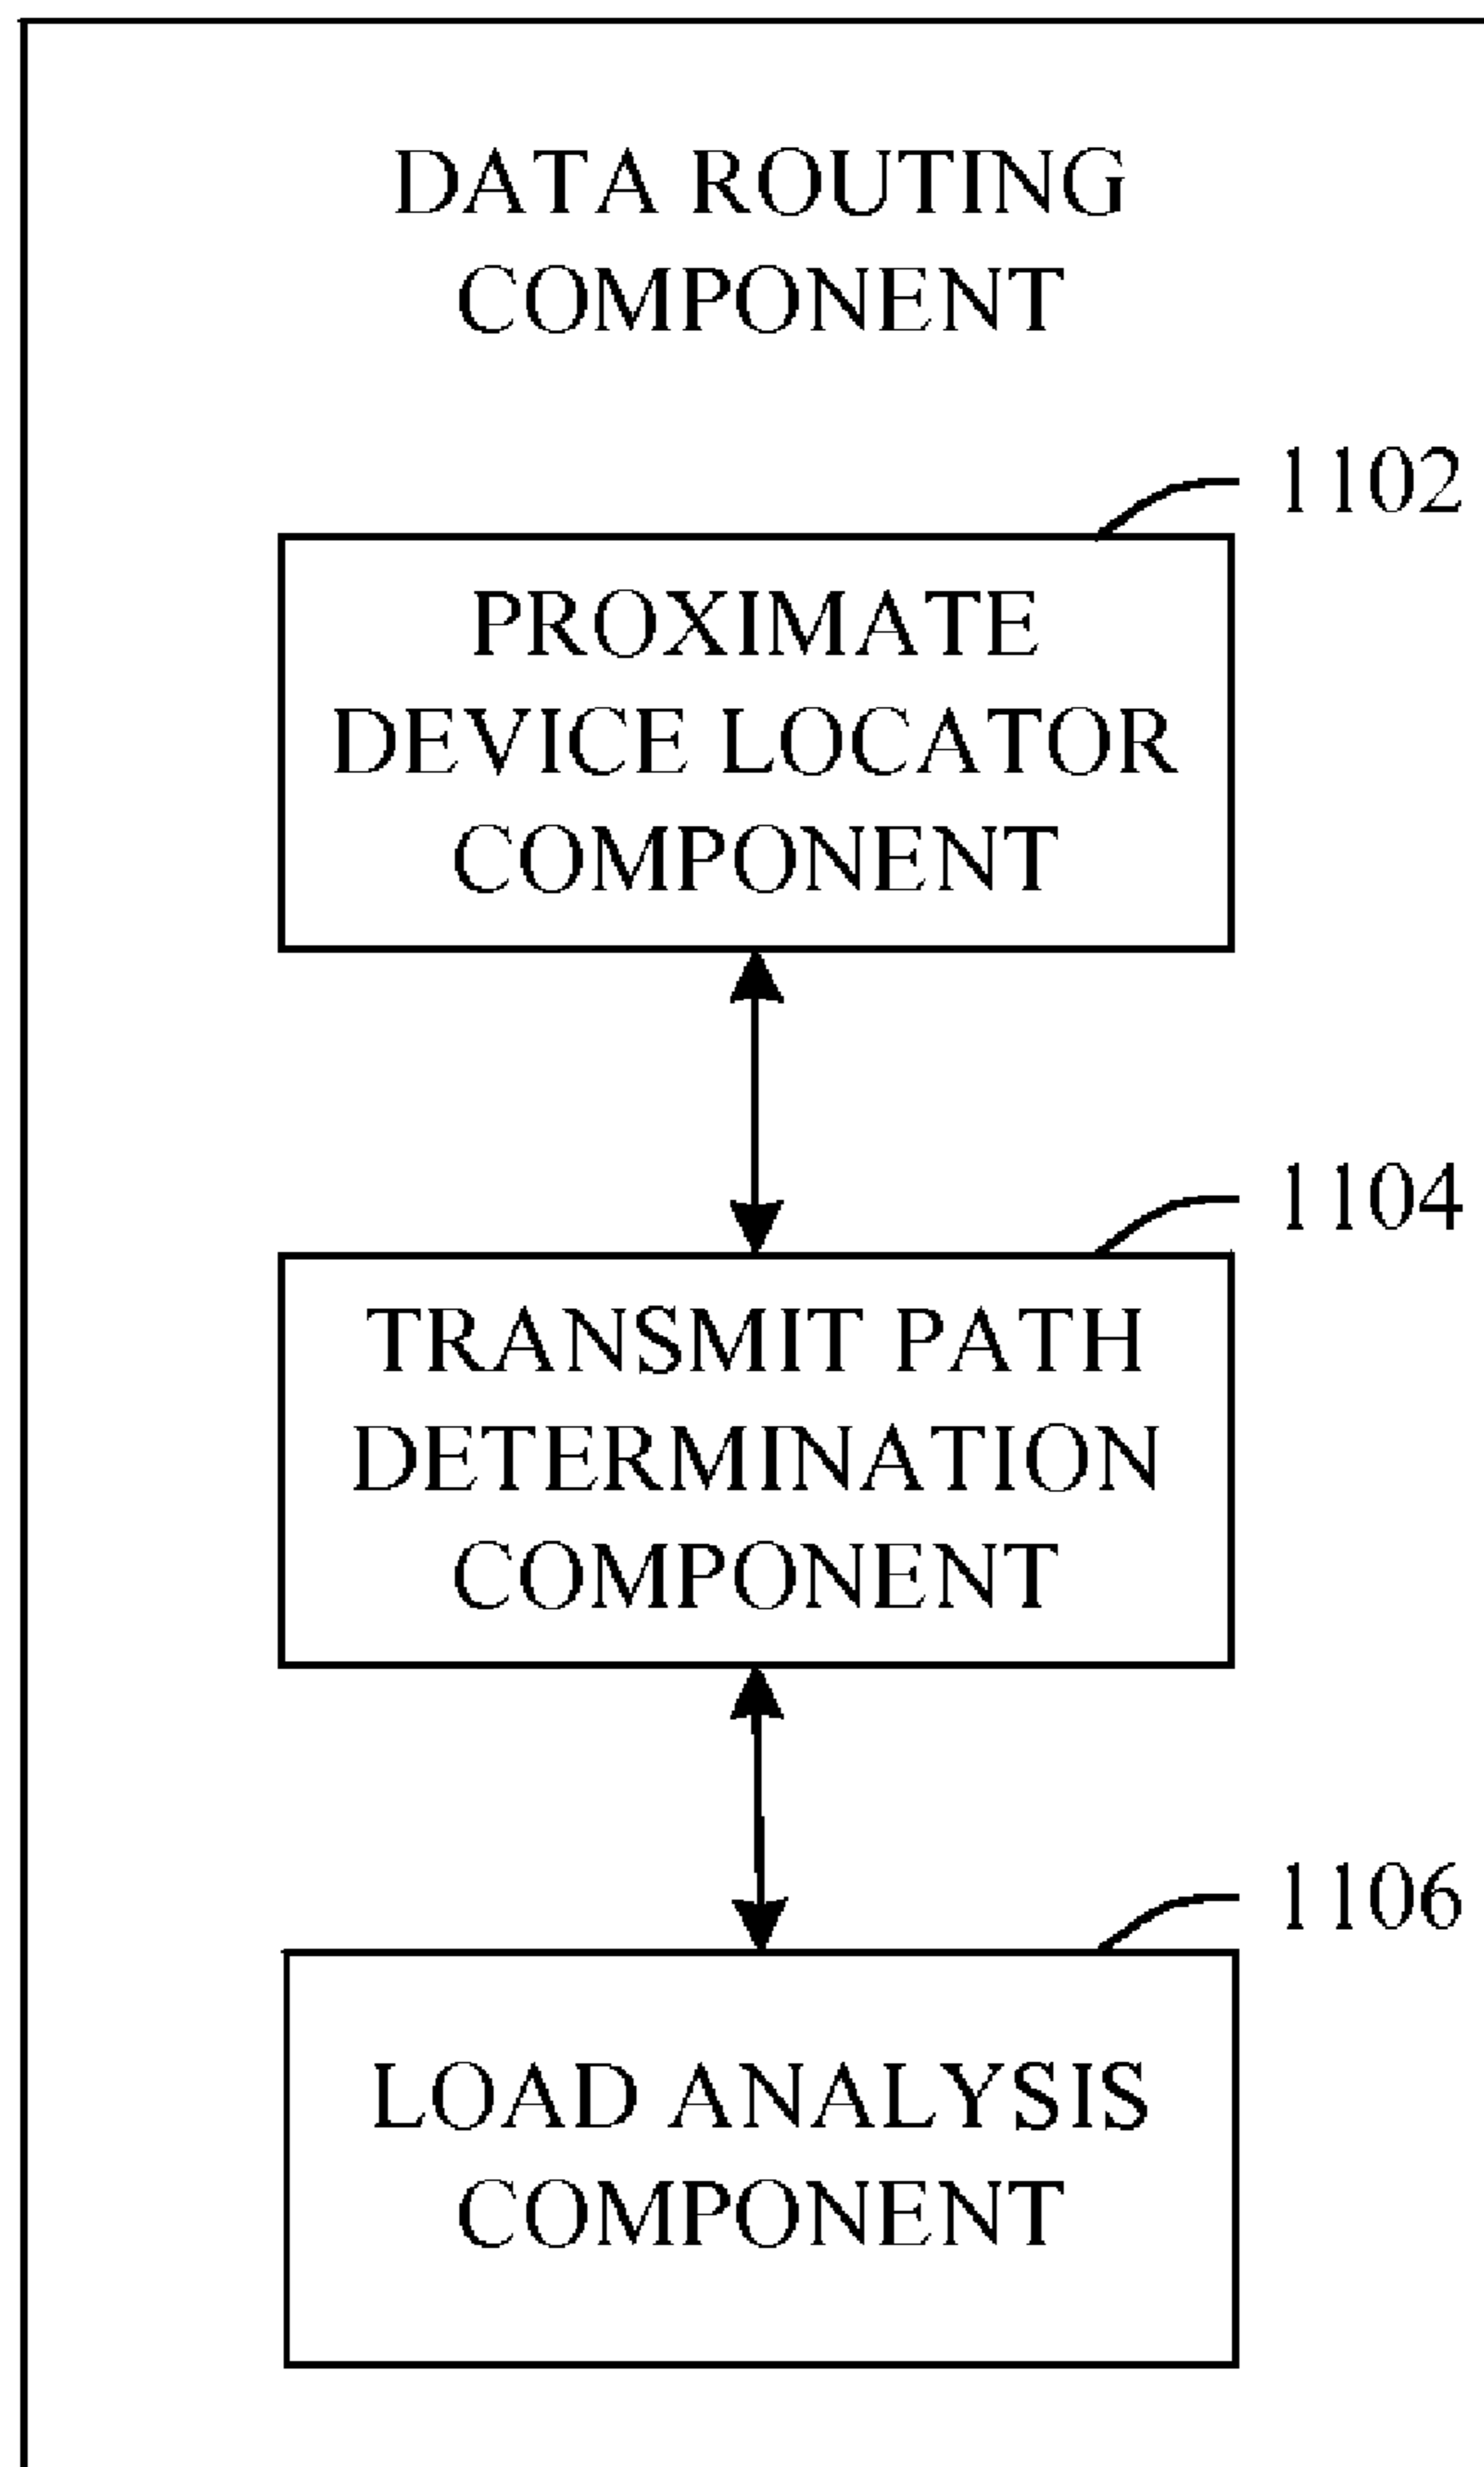 DATA ROUTING
COMPONENT
1102
PROXIMATE
DEVICE LOCATOR
COMPONENT
1104
TRANSMIT PATH
DETERMINATION
COMPONENT
1106
LOAD ANALYSIS
COMPONENT